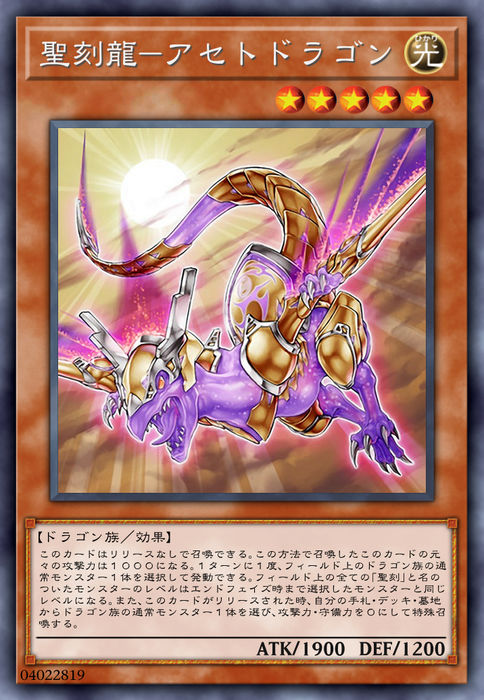 聖刻龍－アセトドラゴン
ひかり
光
【ドラゴン族／効果】
このカードはリリースなしで召喚できる。この方法で召喚したこのカードの元
々の攻撃力は１０００になる。１ターンに１度、フィールド上のドラゴン族の通
常モンスター１体を選択して発動できる。フィールド上の全ての「聖刻」と名の
ついたモンスターのレベルはエンドフェイズ時まで選択したモンスターと同じ
レベルになる。また、このカードがリリースされた時、自分の手札・デッキ・墓地
からドラゴン族の通常モンスター１体を選び、攻撃力・守備力を０にして特殊召
喚する。
ATK/1900 DEF/1200
04022819